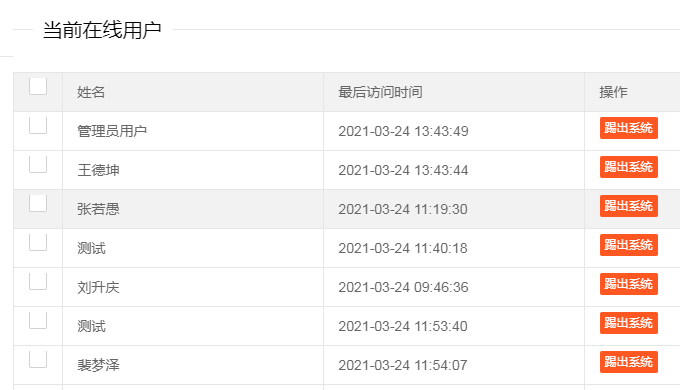 当前在线用户
姓名 最后访问时间 操作
管理员用户 2021-03-24 13:43:49 踢出系统
王德坤 2021-03-24 13:43:44 踢出系统
张若愚 2021-03-24 11:19:30 踢出系统
测试 2021-03-24 11:40:18 踢出系统
刘升庆 2021-03-24 09:46:36 踢出系统
测试 2021-03-24 11:53:40 踢出系统
裴梦泽 2021-03-24 11:54:07 踢出系统